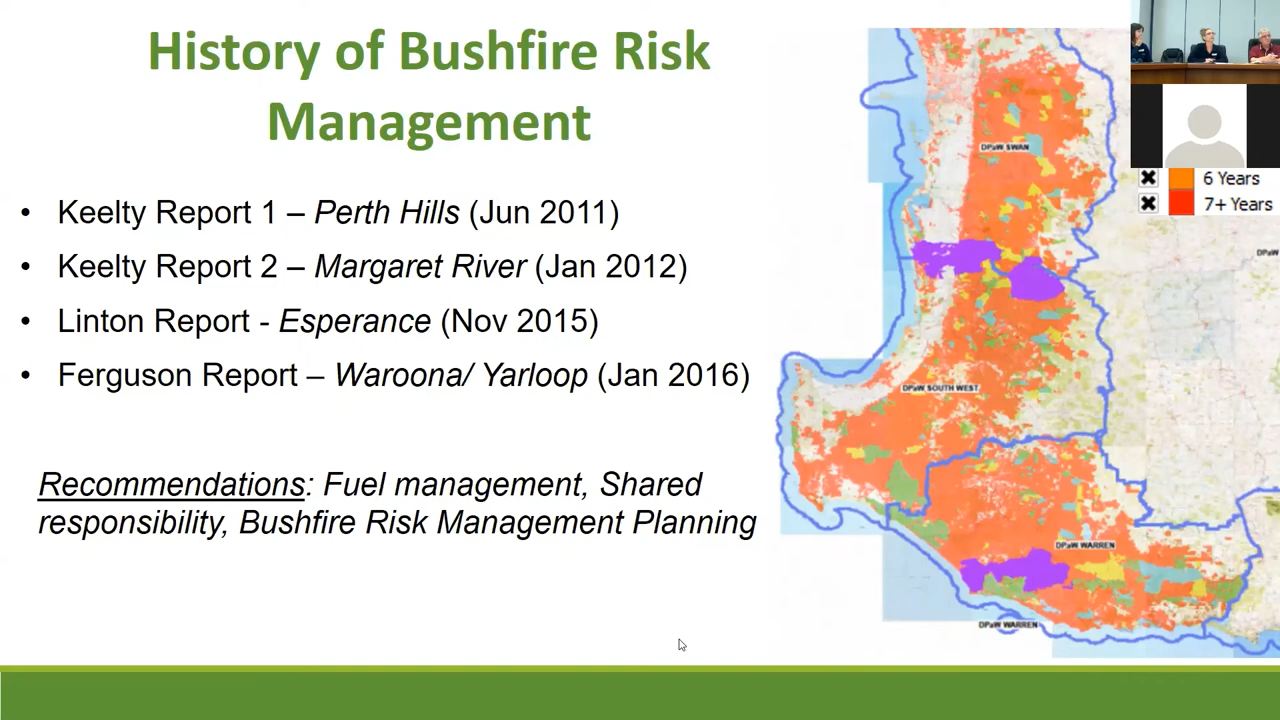 History of Bushfire Risk
Management
• Keelty Report 1 – Perth Hills (Jun 2011)
• Keelty Report 2 – Margaret River (Jan 2012)
• Linton Report - Esperance (Nov 2015)
• Ferguson Report – Waroona/ Yarloop (Jan 2016)
Recommendations: Fuel management, Shared
responsibility, Bushfire Risk Management Planning
DPaW SWAN
6 Years
7+ Years
DPaW
DPaW SOUTH WEST
DPaW WARREN
DPaW WARREN